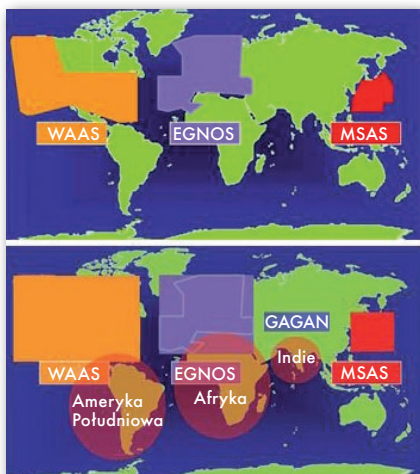 WAAS
EGNOS
MSAS
GAGAN
Indie
WAAS
EGNOS
MSAS
Ameryka
Południowa
Afryka